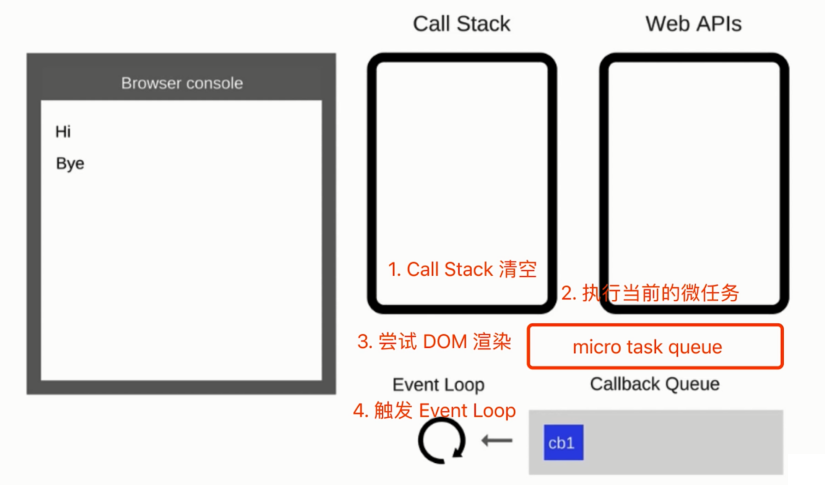 Call Stack
Web APIs
Browser console
Hi
Bye
1. Call Stack 清空
2. 执行当前的微任务
3. 尝试 DOM 渲染
micro task queue
Event Loop
Callback Queue
4. 触发 Event Loop
cb1